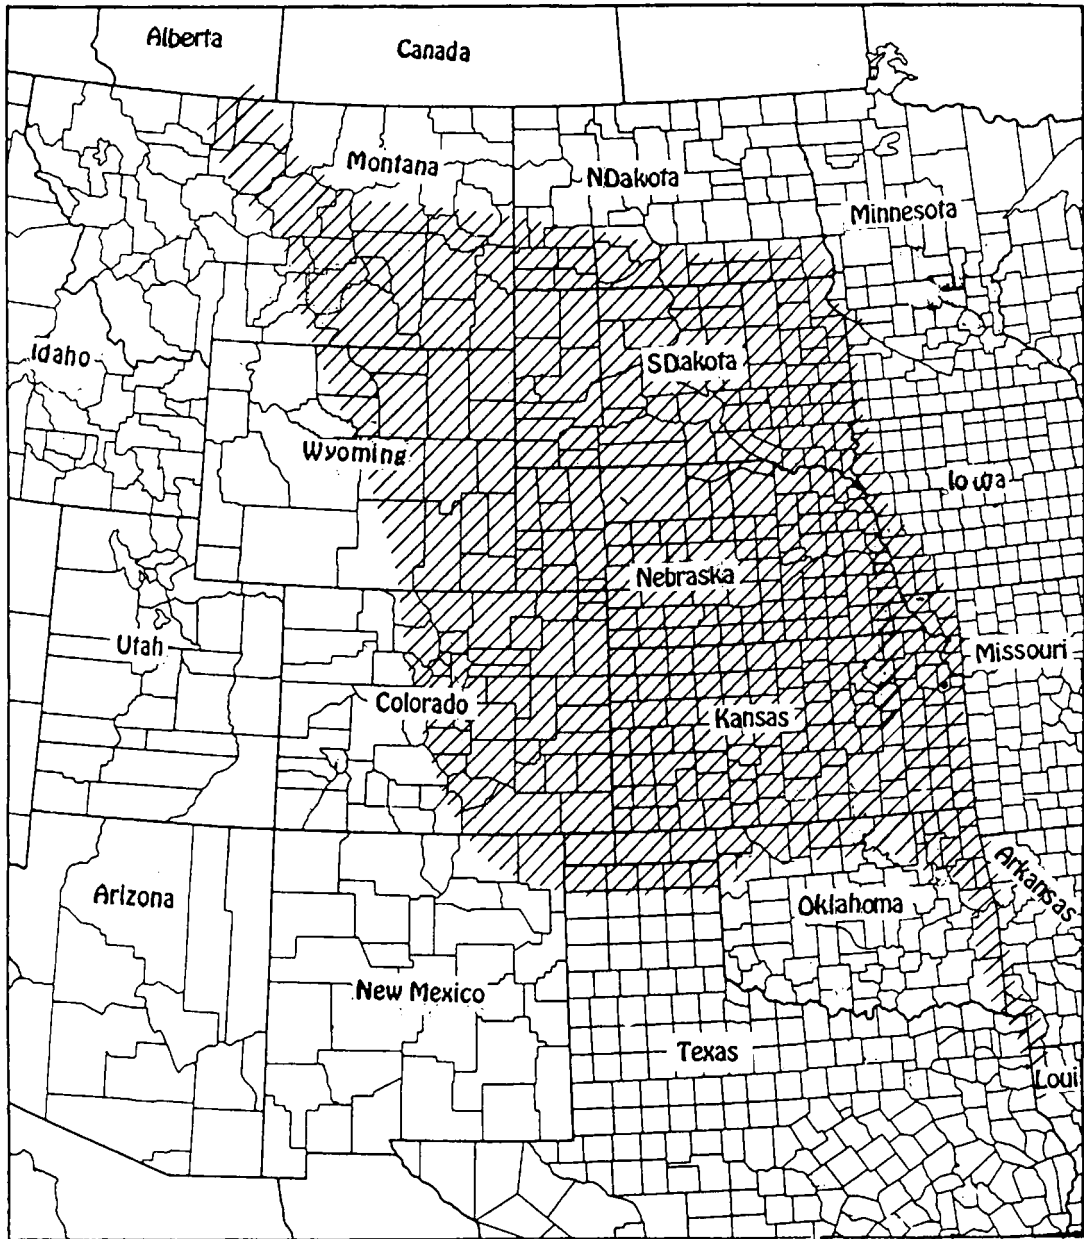 Alberta
Canada
Montana
NDakota
Minnesota
Idaho
SDakota
Wyoming
Iowa
Nebraska
Utah
Missouri
Colorado
Kansas
Arizona
Oklahoma
Arkansas
New Mexico
Texas
Loui